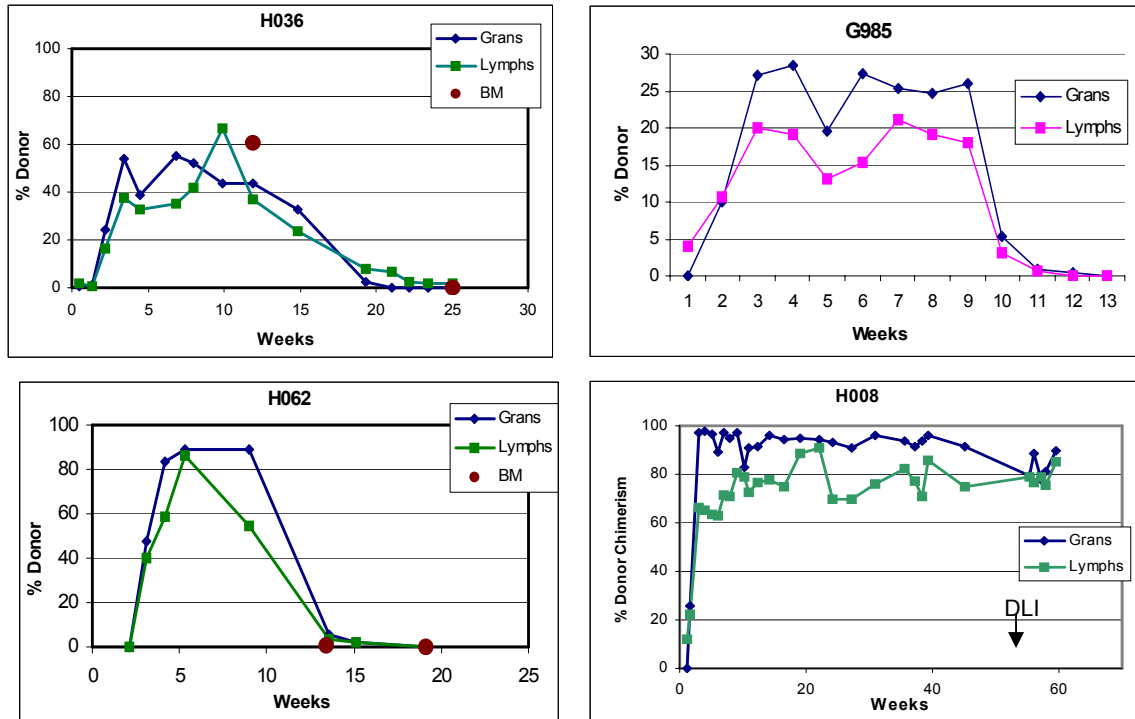 H036
% Donor
100
80
60
40
20
0
0 5 10 15 20 25 30
Weeks
Grans
Lymphs
BM
G985
% Donor
30
25
20
15
10
5
0
1 2 3 4 5 6 7 8 9 10 11 12 13
Weeks
Grans
Lymphs
H062
% Donor
100
80
60
40
20
0
0 5 10 15 20 25
Weeks
Grans
Lymphs
BM
H008
% Donor Chimerism
100
80
60
40
20
0
0 20 40 60
Weeks
Grans
Lymphs
DLI